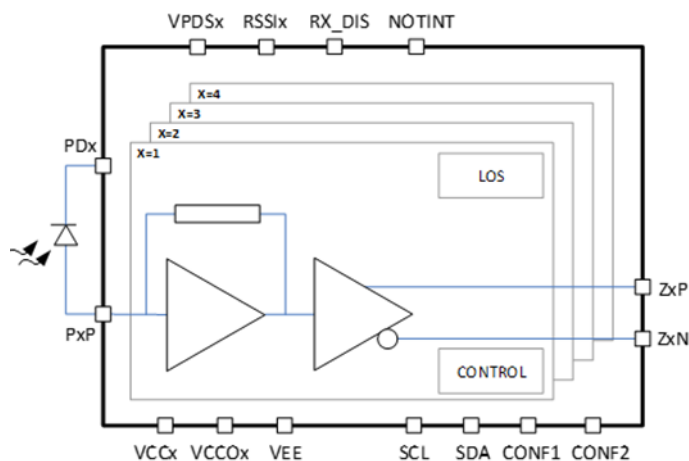 VPDSx RSSIx RX_DIS NOTINT
X=4
X=3
X=2
X=1
PDx
LOS
ZxP
PxP
ZxN
CONTROL
VCCx VCCOx VEE SCL SDA CONF1 CONF2